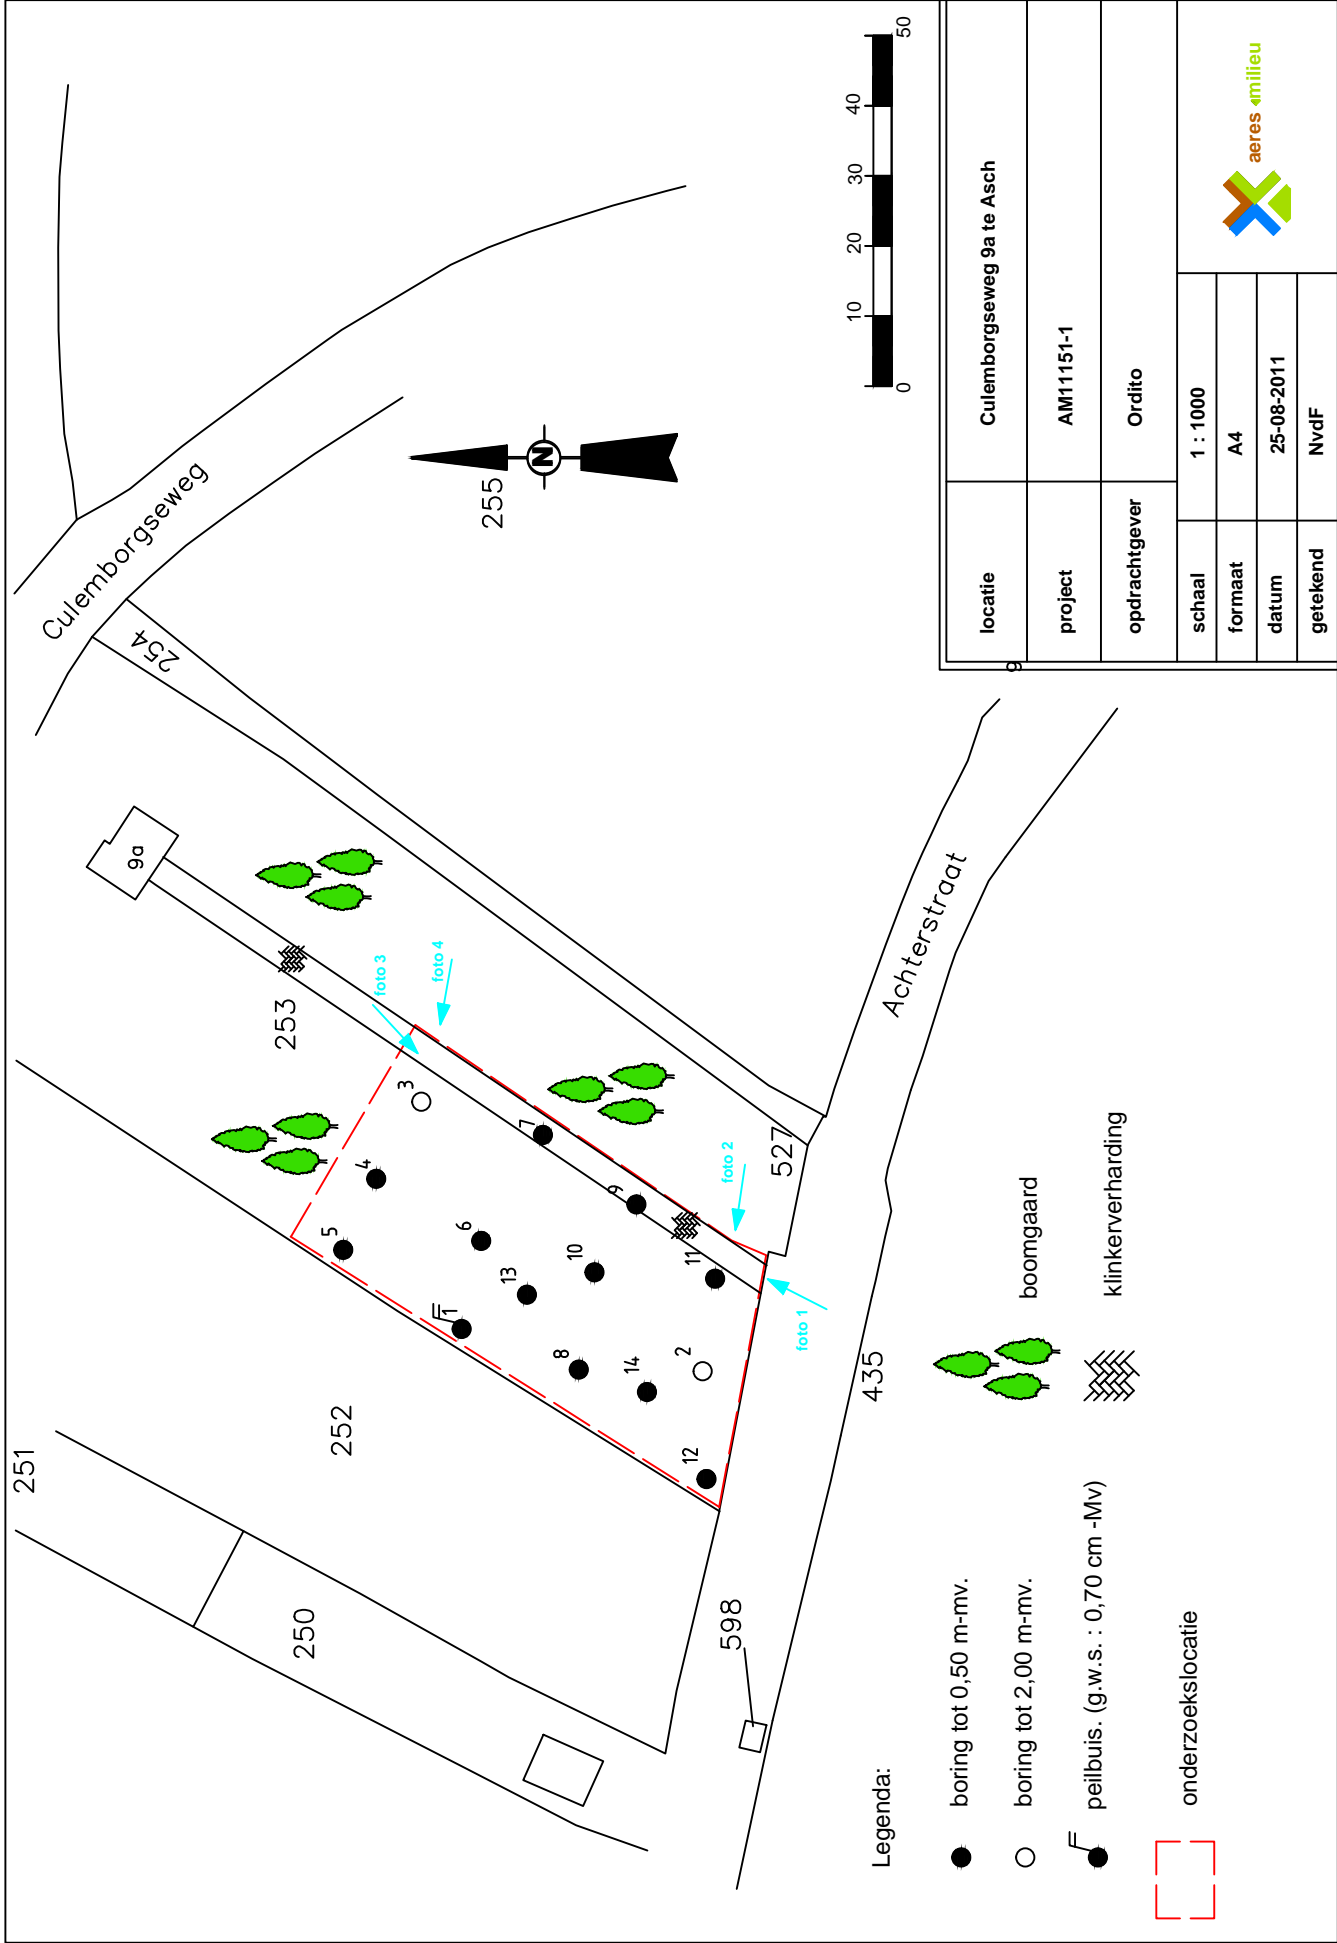 Culemborgseweg
254
255
9a
253
foto 3
foto 4
3
4
5
7
6
9
13
10
1
11
8
14
2
12
foto 2
527
foto 1
251
252
250
598
435
Achterstraat
9
0
10
20
30
40
50
N
Legenda:
boring tot 0,50 m-mv.
boring tot 2,00 m-mv.
peilbuis. (g.w.s. : 0,70 cm -Mv)
onderzoekslocatie
boomgaard
klinkerverharding
locatie Culemborgseweg 9a te Asch
project AM11151-1
opdrachtgever Ordito
schaal 1 : 1000
formaat A4
datum 25-08-2011
getekend NvdF
aeres milieu